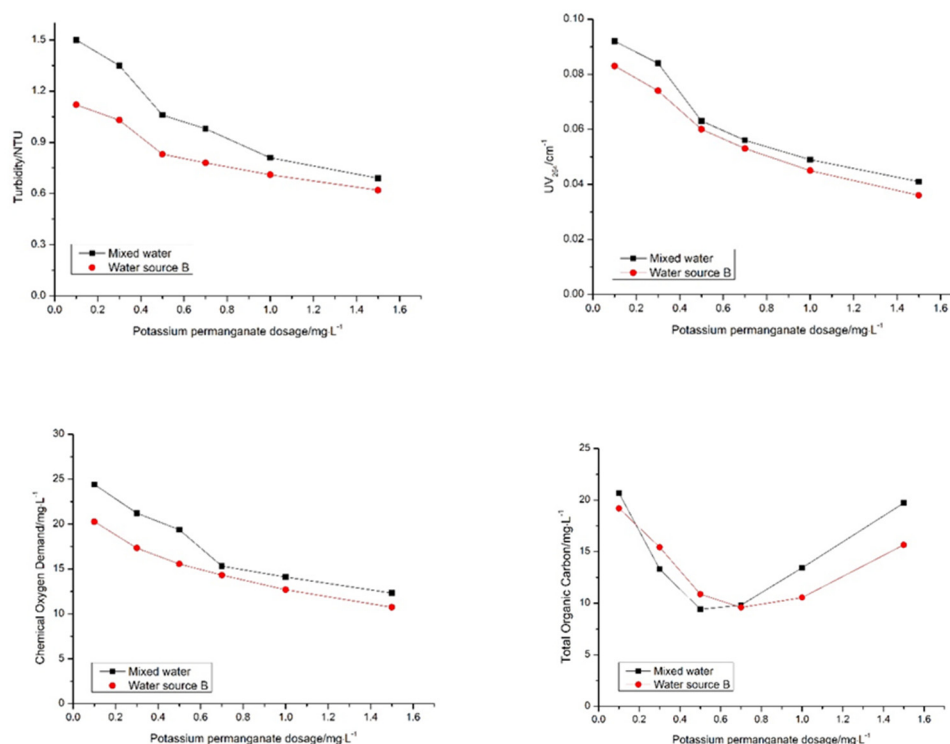 Turbidity/NTU
1.5
1.2
0.9
0.6
0.3
0.0
Mixed water
Water source B
0.0 0.2 0.4 0.6 0.8 1.0 1.2 1.4 1.6
Potassium permanganate dosage/mg·L⁻¹
UV₂₅₄/cm⁻¹
0.10
0.08
0.06
0.04
0.02
0.00
Mixed water
Water source B
0.0 0.2 0.4 0.6 0.8 1.0 1.2 1.4 1.6
Potassium permanganate dosage/mg·L⁻¹
Chemical Oxygen Demand/mg·L⁻¹
30
25
20
15
10
5
0
Mixed water
Water source B
0.0 0.2 0.4 0.6 0.8 1.0 1.2 1.4 1.6
Potassium permanganate dosage/mg·L⁻¹
Total Organic Carbon/mg·L⁻¹
25
20
15
10
5
0
Mixed water
Water source B
0.0 0.2 0.4 0.6 0.8 1.0 1.2 1.4 1.6
Potassium permanganate dosage/mg·L⁻¹